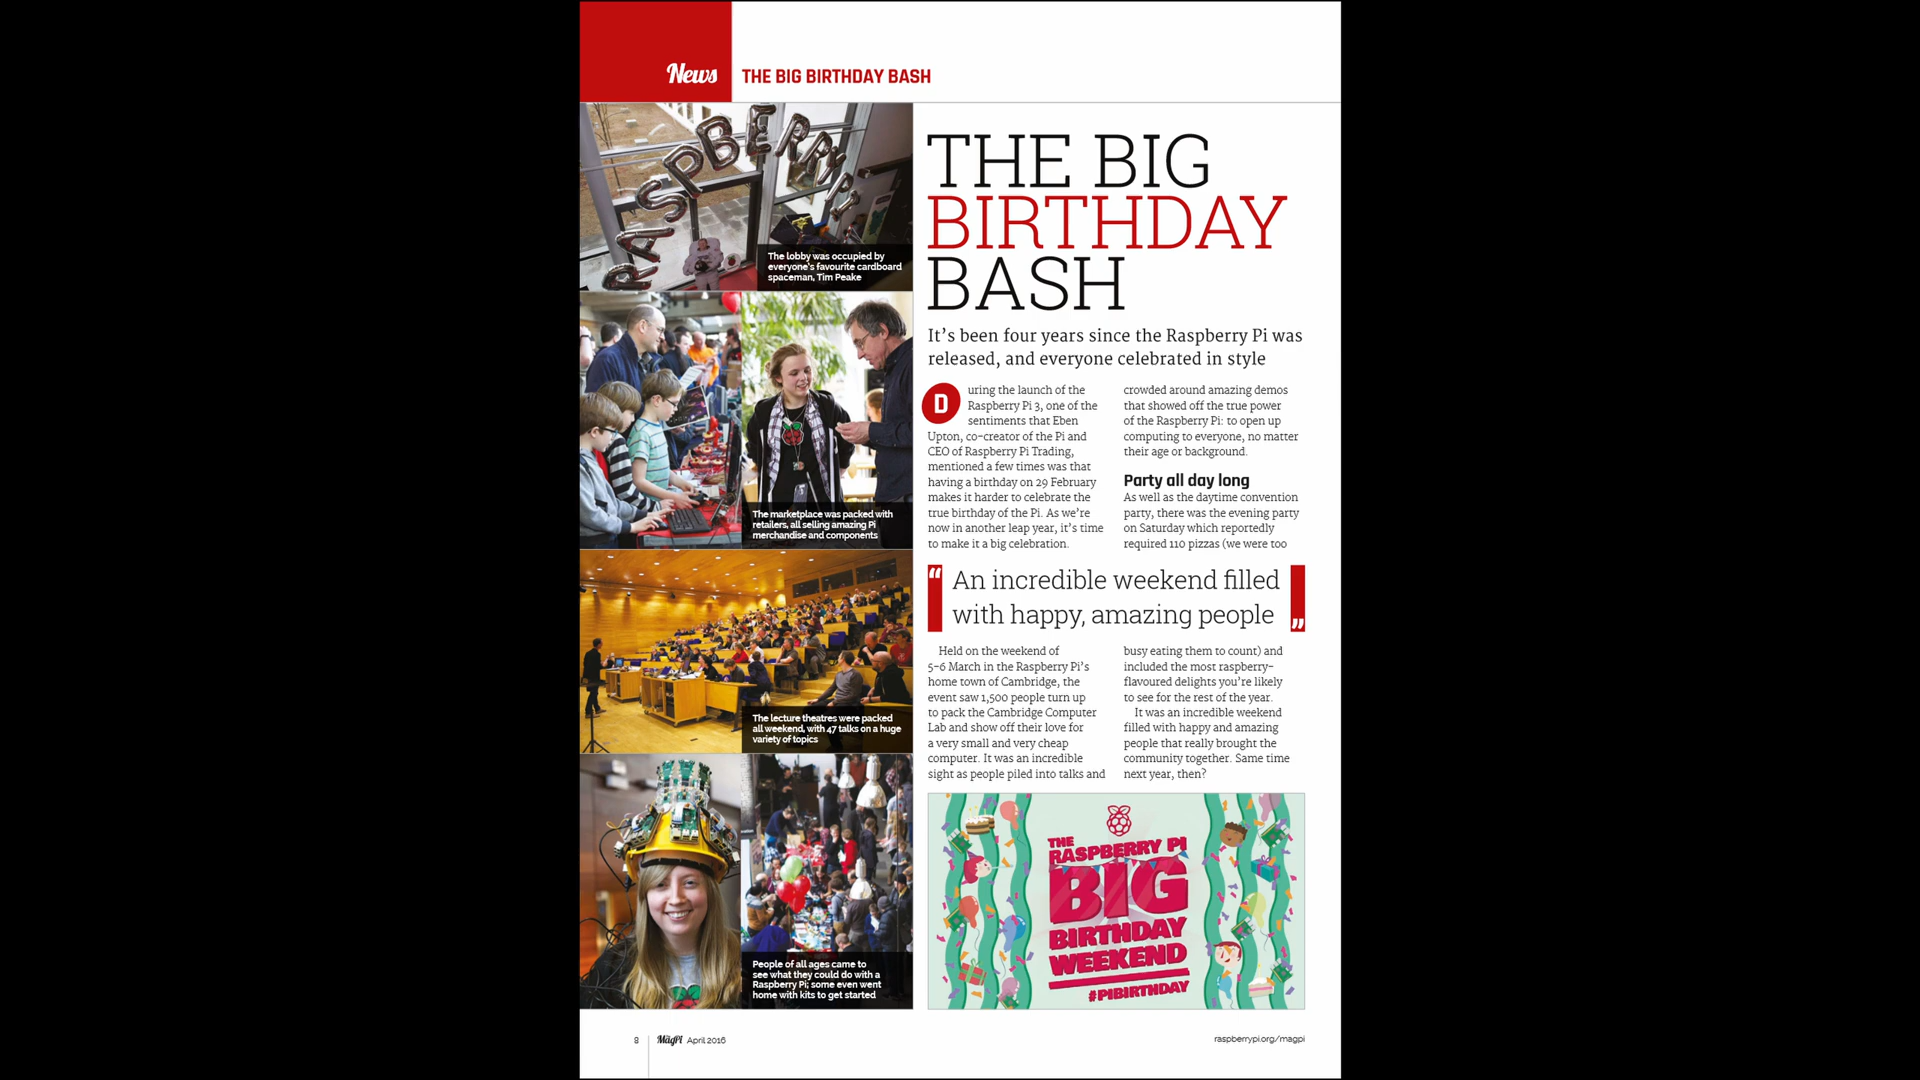 News
THE BIG BIRTHDAY BASH
RASPBERRY PI
The lobby was occupied by
everyone's favourite cardboard
spaceman, Tim Peake
The marketplace was packed with
retailers, all selling amazing Pi
merchandise and components
The lecture theatres were packed
all weekend, with 47 talks on a huge
variety of topics
People of all ages came to
see what they could do with a
Raspberry Pi; some even went
home with kits to get started
THE BIG
BIRTHDAY
BASH
It's been four years since the Raspberry Pi was
released, and everyone celebrated in style
During the launch of the
Raspberry Pi 3, one of the
sentiments that Eben
Upton, co-creator of the Pi and
CEO of Raspberry Pi Trading,
mentioned a few times was that
having a birthday on 29 February
makes it harder to celebrate the
true birthday of the Pi. As we're
now in another leap year, it's time
to make it a big celebration.
Held on the weekend of
5-6 March in the Raspberry Pi's
home town of Cambridge, the
event saw 1,500 people turn up
to pack the Cambridge Computer
Lab and show off their love for
a very small and very cheap
computer. It was an incredible
sight as people piled into talks and
crowded around amazing demos
that showed off the true power
of the Raspberry Pi: to open up
computing to everyone, no matter
their age or background.
Party all day long
As well as the daytime convention
party, there was the evening party
on Saturday which reportedly
required 110 pizzas (we were too
busy eating them to count) and
included the most raspberry-
flavoured delights you're likely
to see for the rest of the year.
It was an incredible weekend
filled with happy and amazing
people that really brought the
community together. Same time
next year, then?
“An incredible weekend filled
with happy, amazing people”
THE
RASPBERRY PI
BIG
BIRTHDAY
WEEKEND
#PIBIRTHDAY
8
MagPi April 2016
raspberrypi.org/magpi